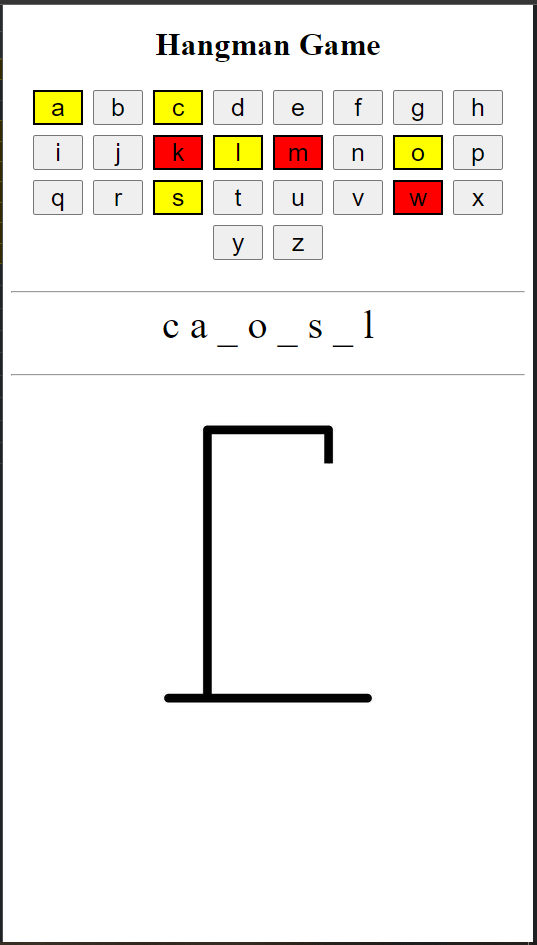 Hangman Game
a b c d e f g h
i j k l m n o p
q r s t u v w x
y z
c a _ o _ s _ l